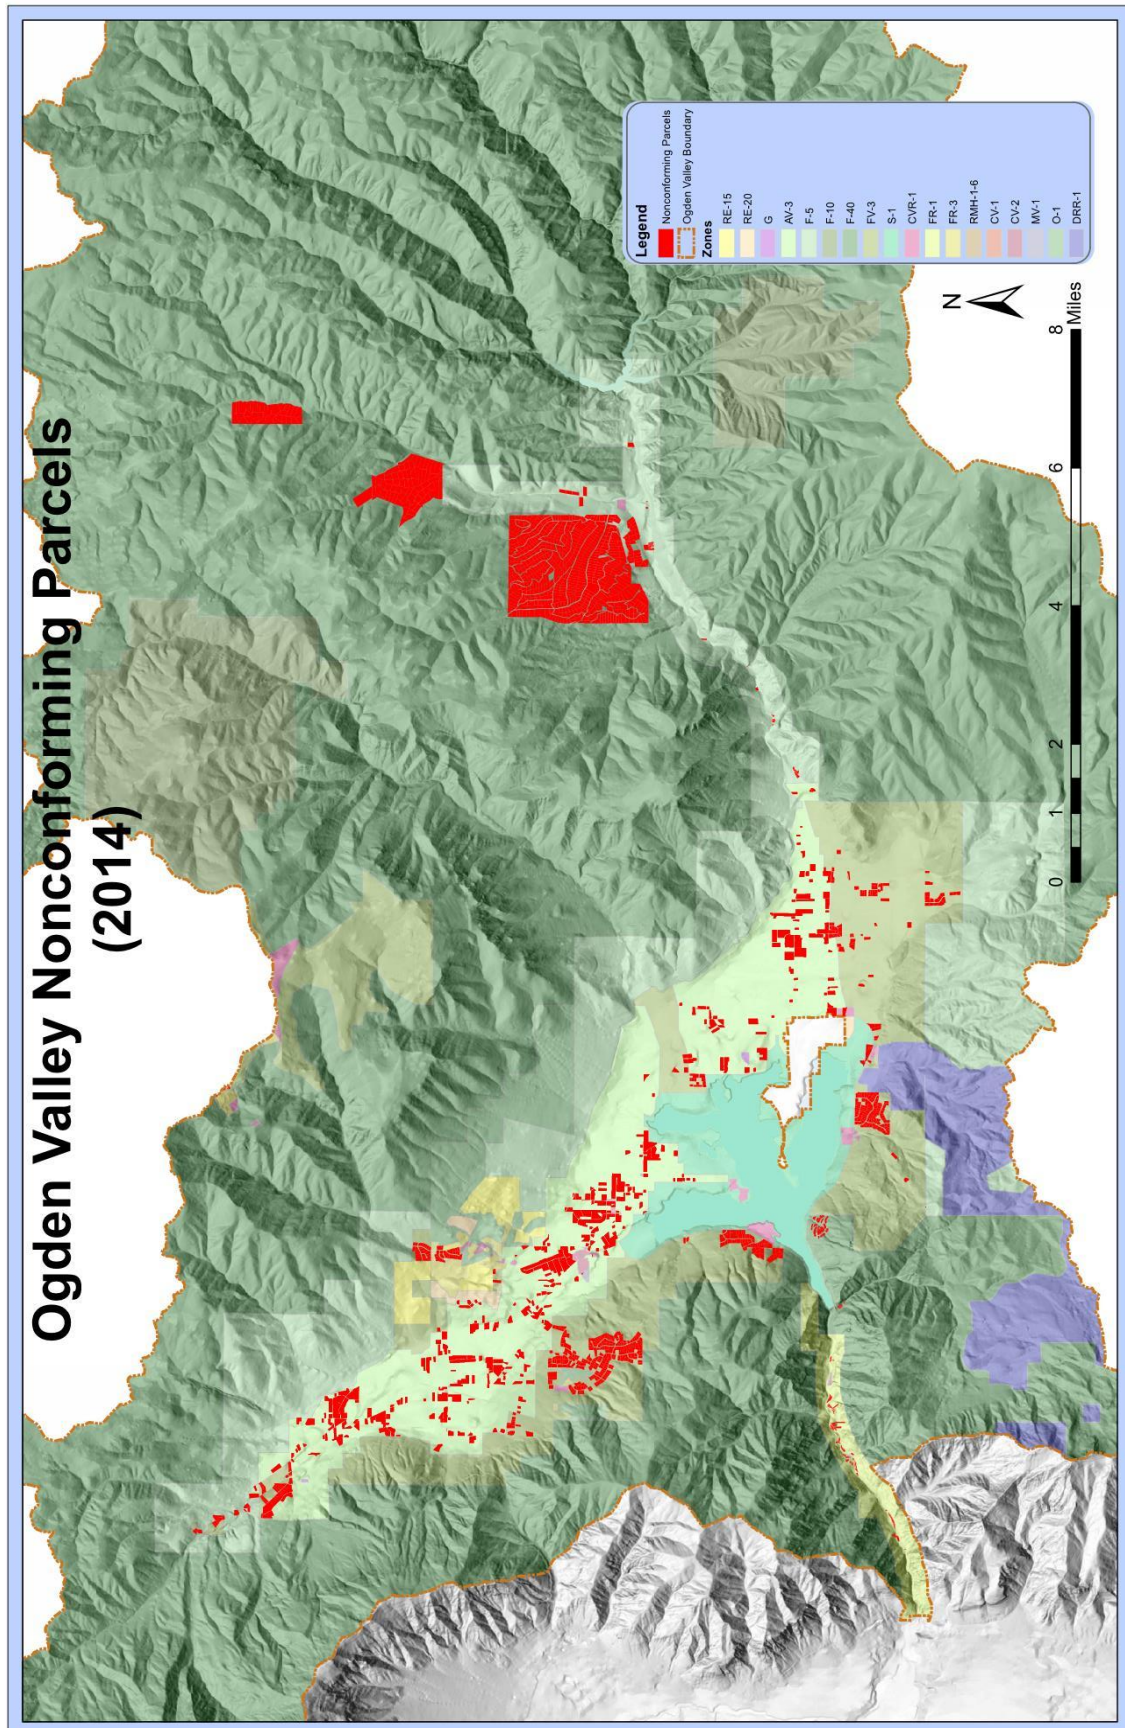 Ogden Valley Nonconforming Parcels
(2014)
Legend
Nonconforming Parcels
Ogden Valley Boundary
Zones
RE-15
RE-20
G
AV-3
F-5
F-10
F-40
FV-3
S-1
CVR-1
FR-1
FR-3
RMH-1-6
CV-1
CV-2
MV-1
O-1
DRR-1
N
0 1 2 4 6 8
Miles